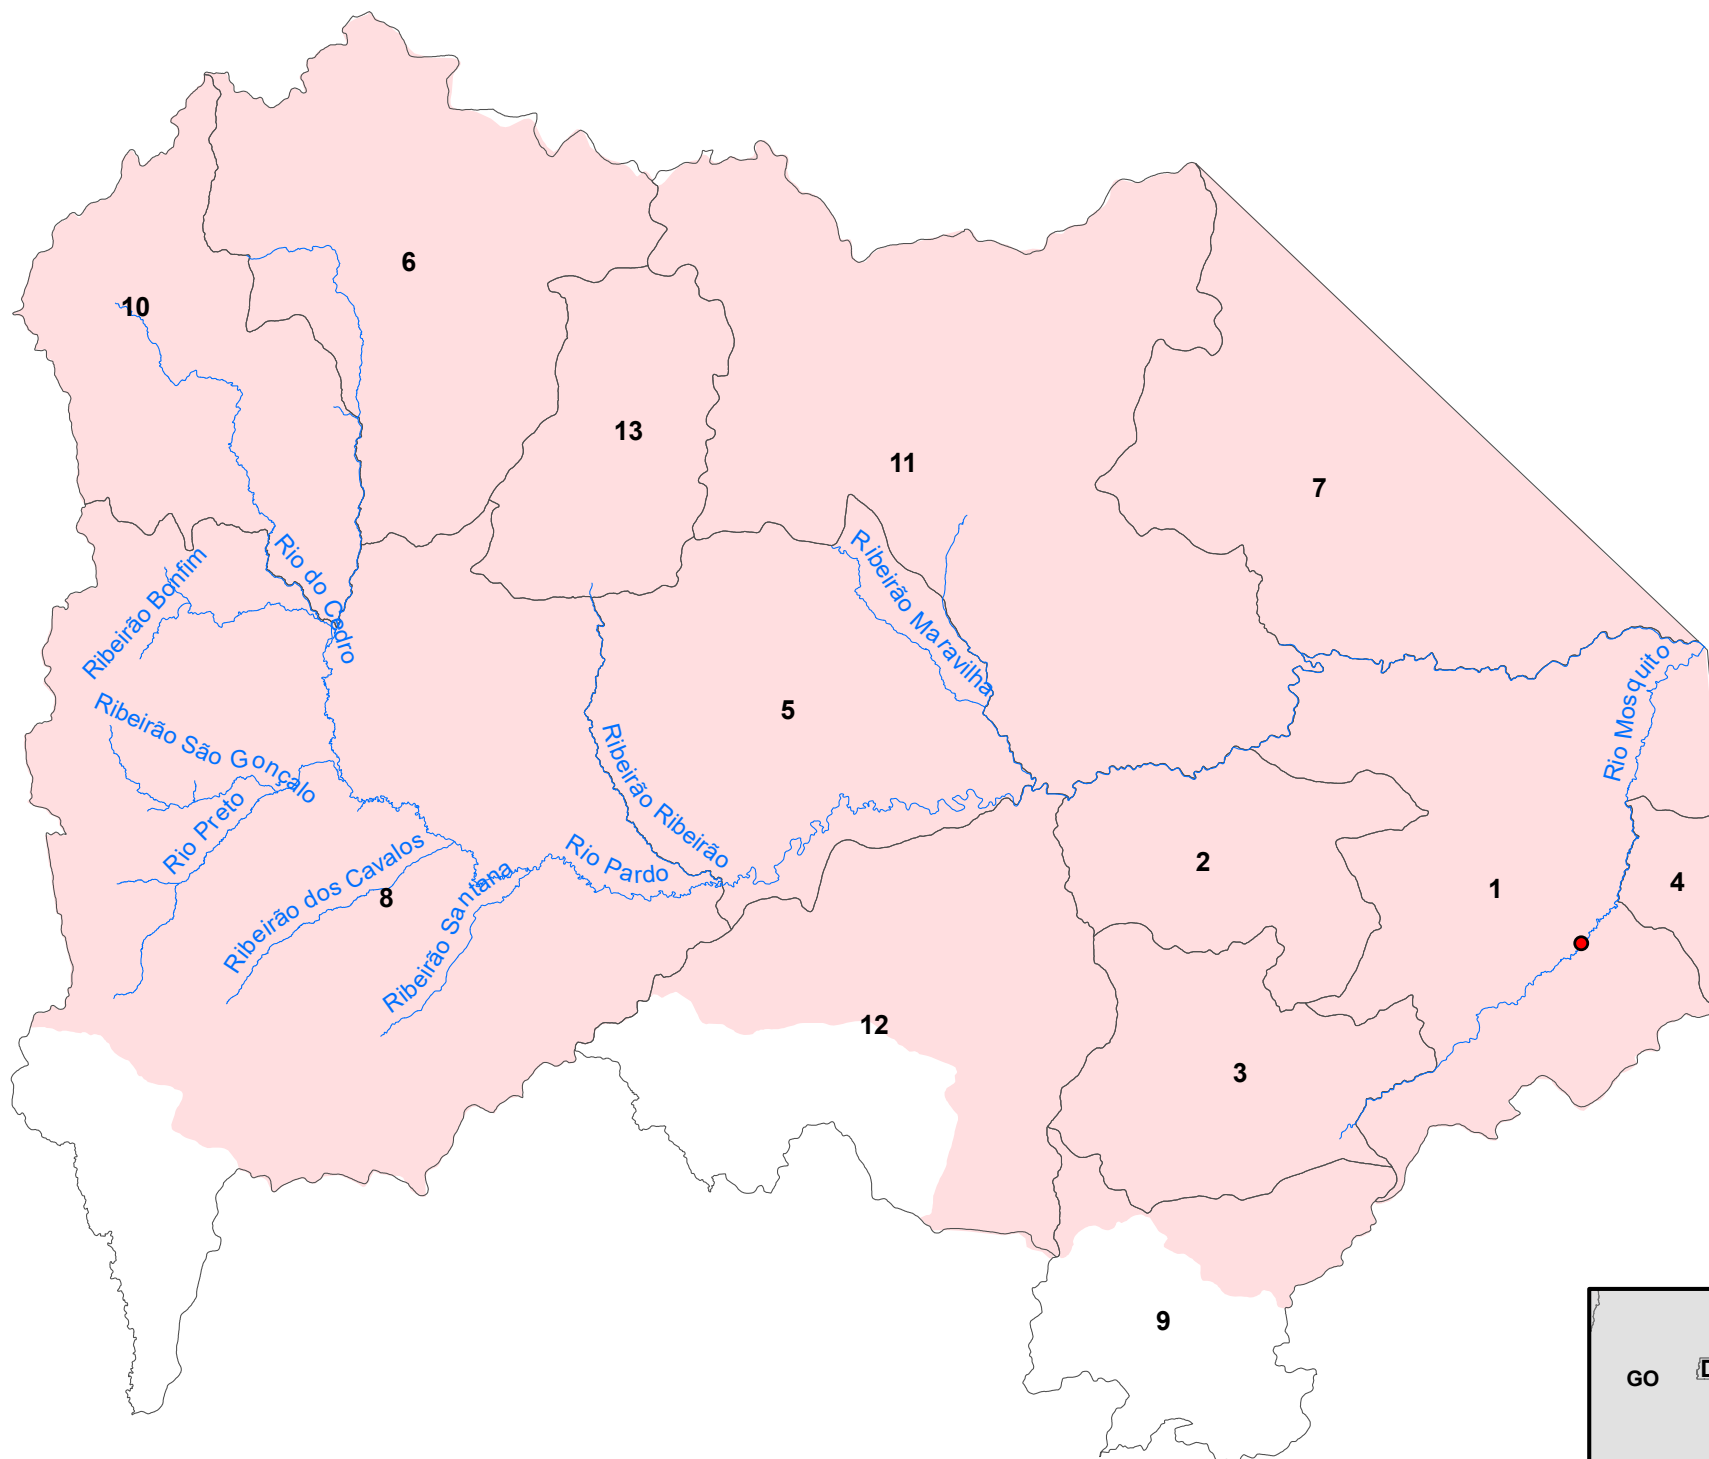 6
10
13
11
7
Rio do Cedro
Ribeirão Bonfim
Ribeirão Maravilha
Rio Mosquito
5
Ribeirão São Gonçalo
Ribeirão Ribeirão
Rio Preto
Rio Pardo
2
1
4
Ribeirão dos Cavalos
8
Ribeirão Santana
12
3
9
GO